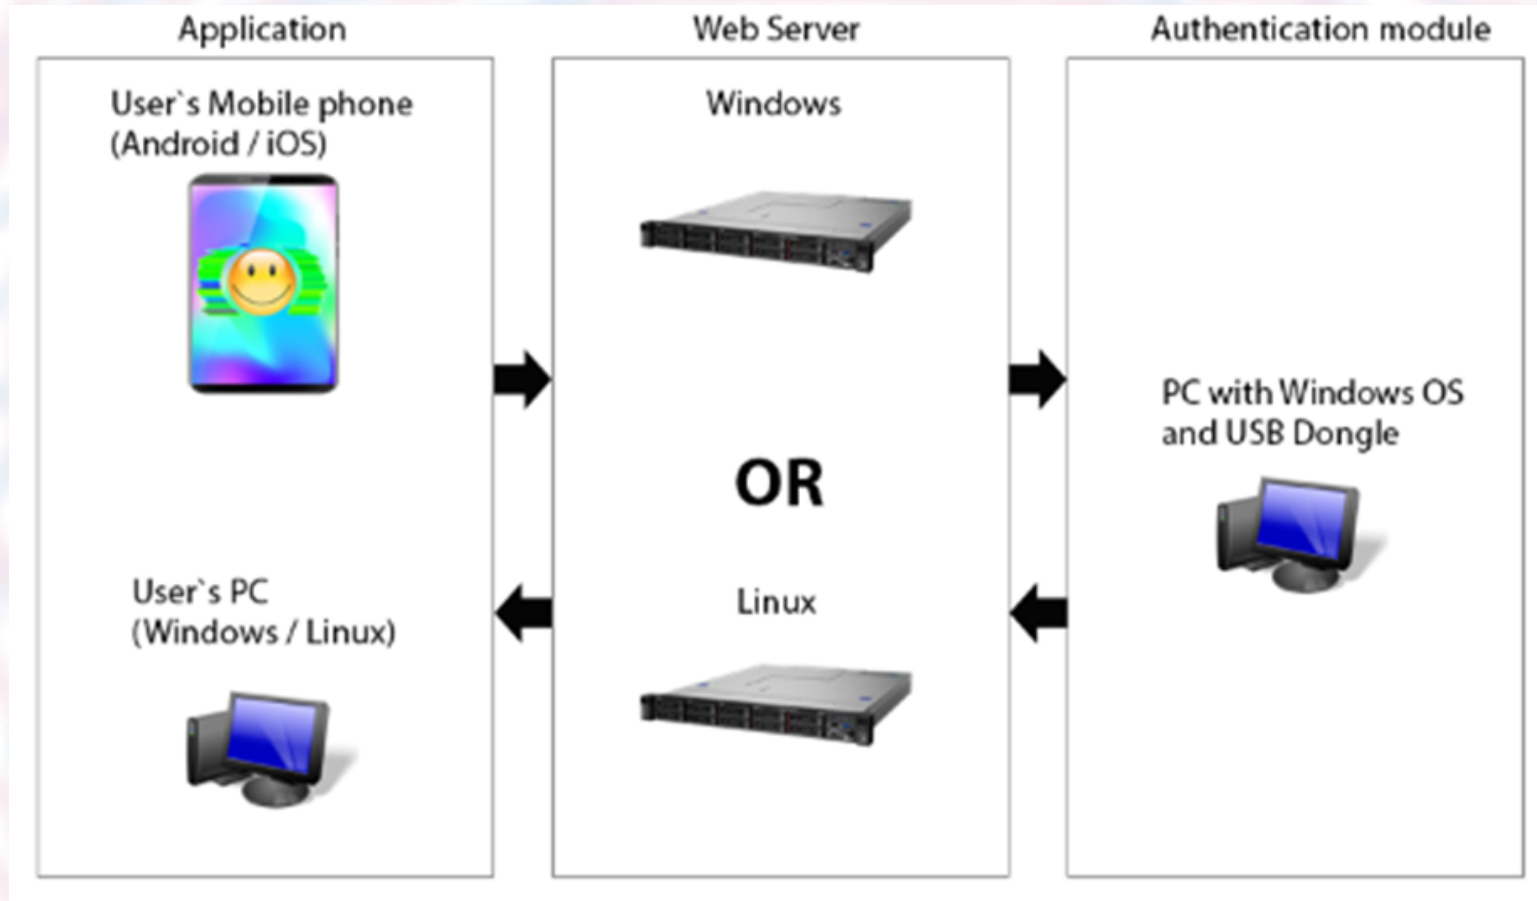 Application
User`s Mobile phone
(Android / iOS)
User`s PC
(Windows / Linux)
Web Server
Windows
OR
Linux
Authentication module
PC with Windows OS
and USB Dongle